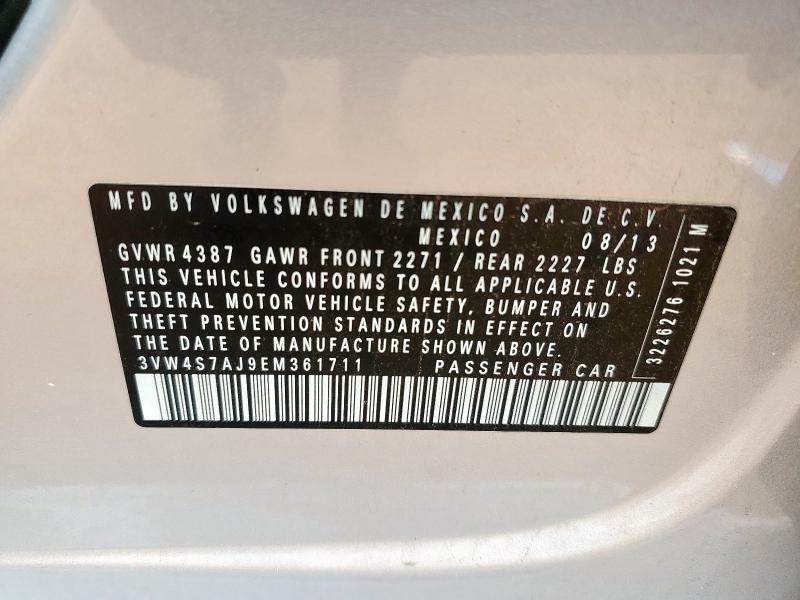 MFD BY VOLKSWAGEN DE MEXICO S.A. DE C.V.
MEXICO 08/13
GVWR 4387 GAWR FRONT 2271 / REAR 2227 LBS
THIS VEHICLE CONFORMS TO ALL APPLICABLE U.S.
FEDERAL MOTOR VEHICLE SAFETY, BUMPER AND
THEFT PREVENTION STANDARDS IN EFFECT ON
THE DATE OF MANUFACTURE SHOWN ABOVE.
3VW4S7AJ9EM361711 PASSENGER CAR
3226276 1021 M